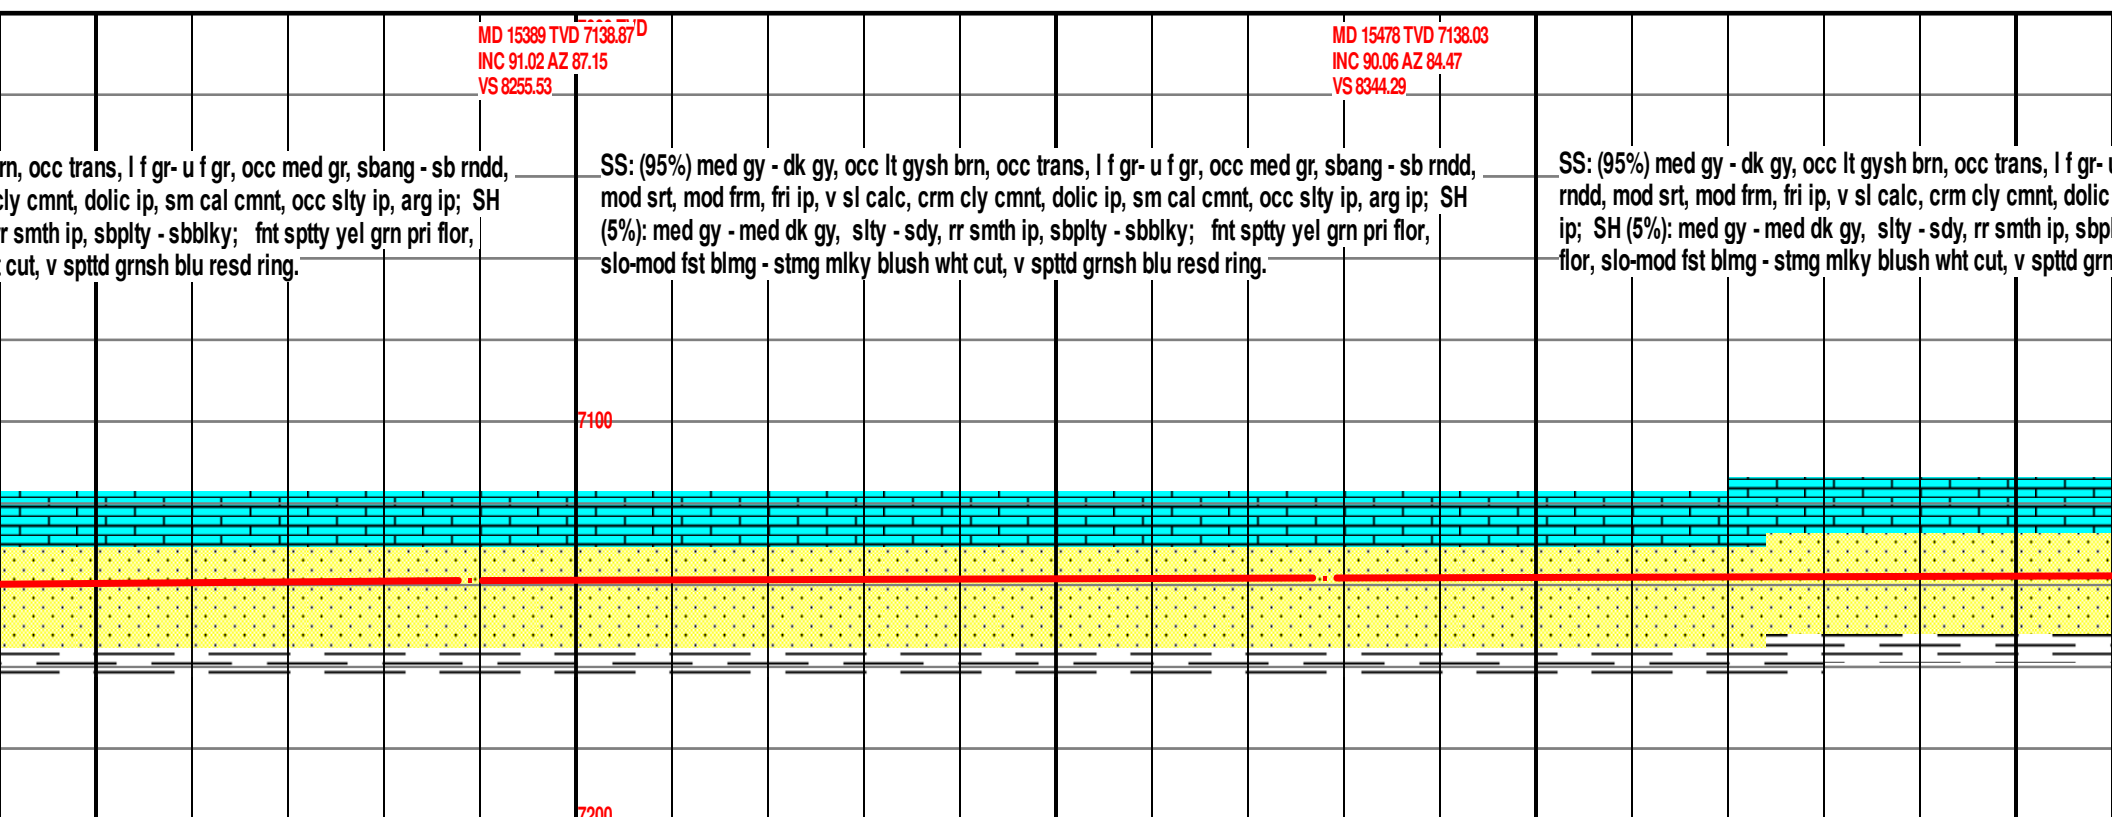 MD 15389 TVD 7138.87
INC 91.02 AZ 87.15
VS 8255.53
MD 15478 TVD 7138.03
INC 90.06 AZ 84.47
VS 8344.29
occ trans, l f gr- u f gr, occ med gr, sbang - sb rndd,
cmnt, dolic ip, sm cal cmnt, occ slty ip, arg ip; SH
smth ip, sbplty - sbblky; fnt sptty yel grn pri flor,
cut, v spttd grnsh blu resd ring.
SS: (95%) med gy - dk gy, occ lt gysh brn, occ trans, l f gr- u f gr, occ med gr, sbang - sb rndd,
mod srt, mod frm, fri ip, v sl calc, crm cly cmnt, dolic ip, sm cal cmnt, occ slty ip, arg ip; SH
(5%): med gy - med dk gy, slty - sdy, rr smth ip, sbplty - sbblky; fnt sptty yel grn pri flor,
slo-mod fst blmg - stmg mlky blush wht cut, v spttd grnsh blu resd ring.
SS: (95%) med gy - dk gy, occ lt gysh brn, occ trans, l f gr-
rndd, mod srt, mod frm, fri ip, v sl calc, crm cly cmnt, dolic
ip; SH (5%): med gy - med dk gy, slty - sdy, rr smth ip,
flor, slo-mod fst blmg - stmg mlky blush wht cut, v spttd
7100
7200